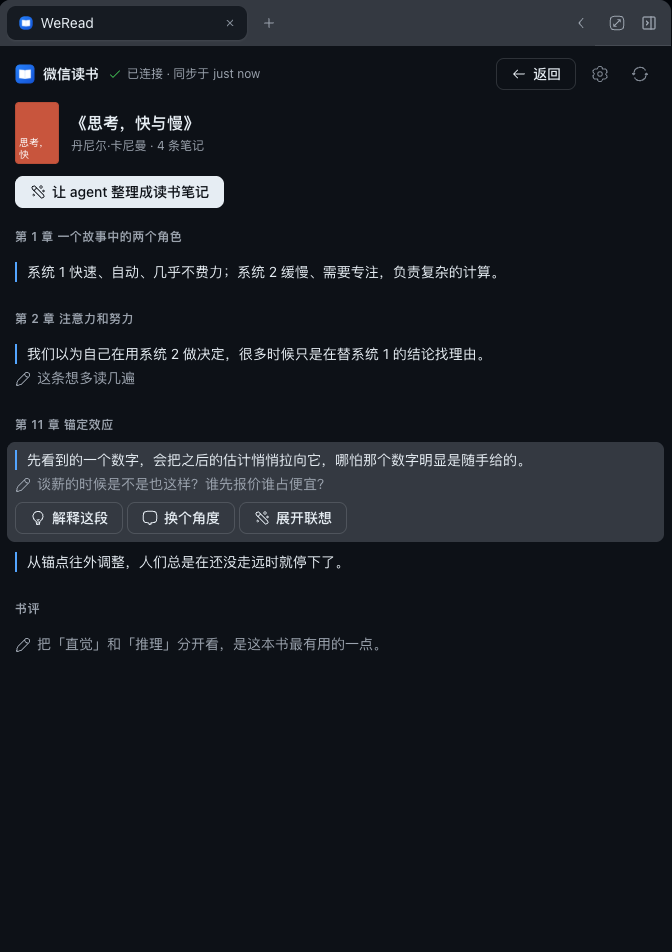 WeRead
微信读书
已连接 · 同步于 just now
返回
思考，
快
《思考，快与慢》
丹尼尔·卡尼曼 · 4 条笔记
让 agent 整理成读书笔记
第 1 章 一个故事中的两个角色
系统 1 快速、自动、几乎不费力；系统 2 缓慢、需要专注，负责复杂的计算。
第 2 章 注意力和努力
我们以为自己在用系统 2 做决定，很多时候只是在替系统 1 的结论找理由。
这条想多读几遍
第 11 章 锚定效应
先看到的一个数字，会把之后的估计悄悄拉向它，哪怕那个数字明显是随手给的。
谈薪的时候是不是也这样？谁先报价谁占便宜？
解释这段
换个角度
展开联想
从锚点往外调整，人们总是在还没走远时就停下了。
书评
把「直觉」和「推理」分开看，是这本书最有用的一点。